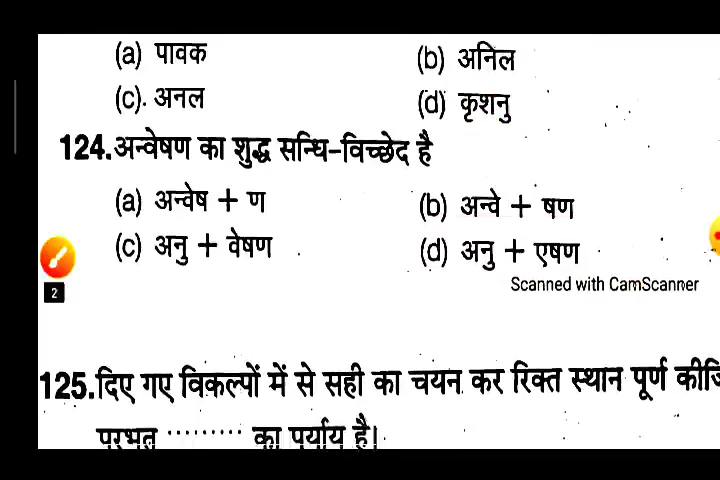 (a) पावक (b) अनिल
(c). अनल (d) कृशनु
124.अन्वेषण का शुद्ध सन्धि-विच्छेद है
(a) अन्वेष + ण (b) अन्वे + षण
(c) अनु + वेषण (d) अनु + एषण
2
Scanned with CamScanner
125.दिए गए विकल्पों में से सही का चयन कर रिक्त स्थान पूर्ण कीजि
परभृत ......... का पर्याय है।